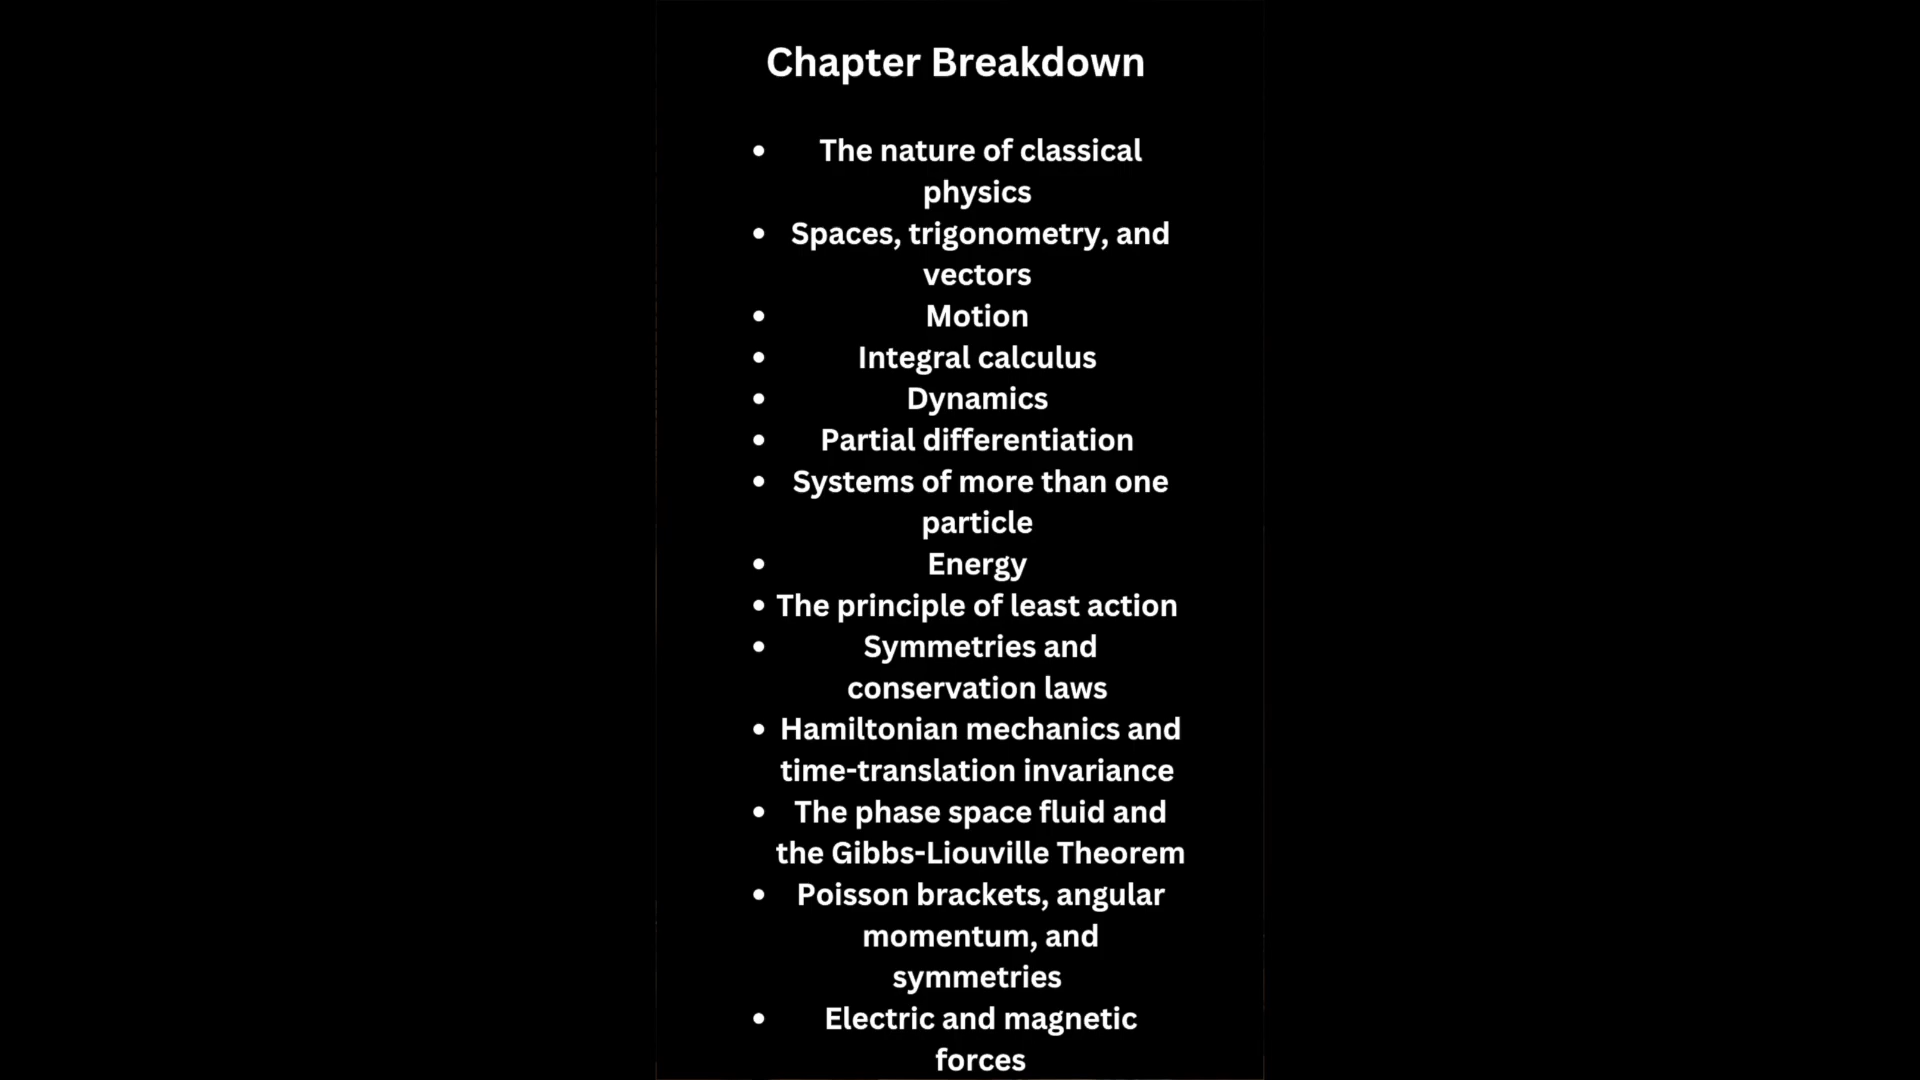 Chapter Breakdown
• The nature of classical
physics
• Spaces, trigonometry, and
vectors
• Motion
• Integral calculus
• Dynamics
• Partial differentiation
• Systems of more than one
particle
• Energy
• The principle of least action
• Symmetries and
conservation laws
• Hamiltonian mechanics and
time-translation invariance
• The phase space fluid and
the Gibbs-Liouville Theorem
• Poisson brackets, angular
momentum, and
symmetries
• Electric and magnetic
forces